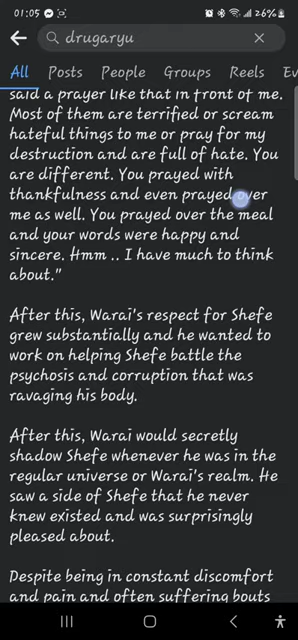 01:05
26%
drugaryu
All Posts People Groups Reels Ev
said a prayer like that in front of me.
Most of them are terrified or scream
hateful things to me or pray for my
destruction and are full of hate. You
are different. You prayed with
thankfulness and even prayed over
me as well. You prayed over the meal
and your words were happy and
sincere. Hmm .. I have much to think
about."
After this, Warai's respect for Shefe
grew substantially and he wanted to
work on helping Shefe battle the
psychosis and corruption that was
ravaging his body.
After this, Warai would secretly
shadow Shefe whenever he was in the
regular universe or Warai's realm. He
saw a side of Shefe that he never
knew existed and was surprisingly
pleased about.
Despite being in constant discomfort
and pain and often suffering bouts